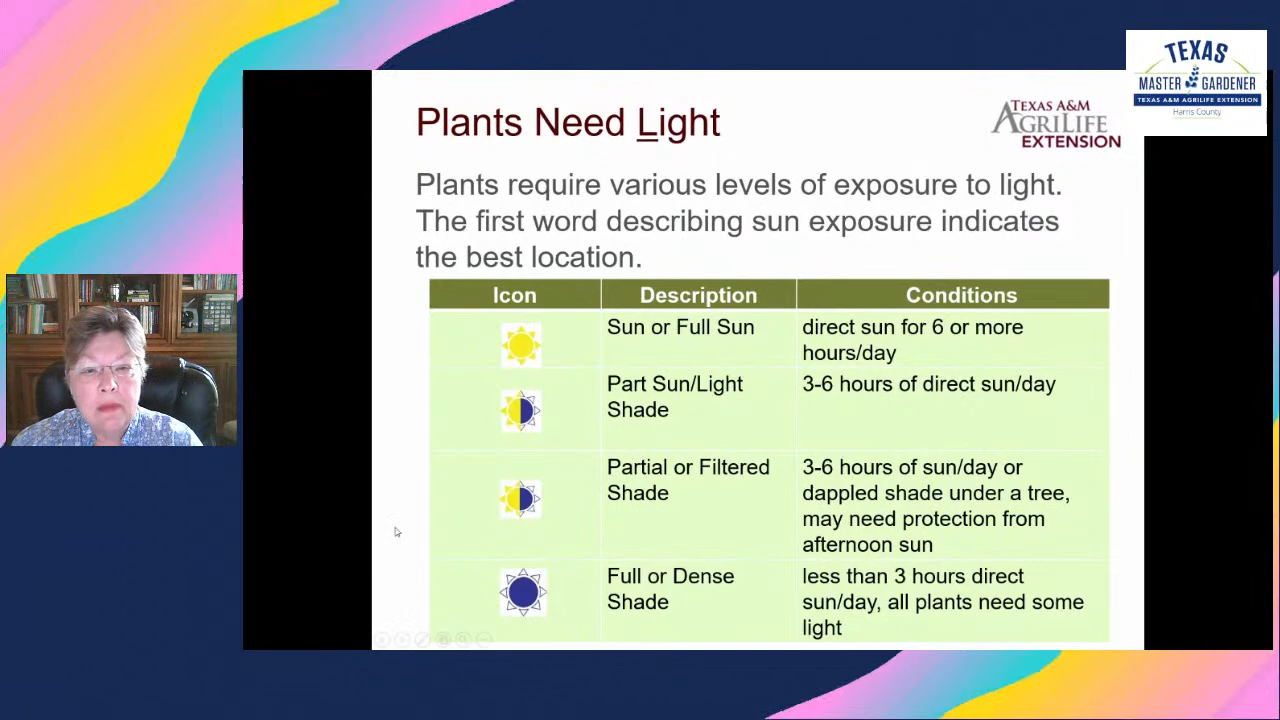 TEXAS
MASTER GARDENER
TEXAS A&M AGRILIFE EXTENSION
Harris County
Plants Need Light
TEXAS A&M
AGRILIFE
EXTENSION
Plants require various levels of exposure to light.
The first word describing sun exposure indicates
the best location.
Icon Description Conditions
Sun or Full Sun direct sun for 6 or more
hours/day
Part Sun/Light 3-6 hours of direct sun/day
Shade
Partial or Filtered 3-6 hours of sun/day or
Shade dappled shade under a tree,
may need protection from
afternoon sun
Full or Dense less than 3 hours direct
Shade sun/day, all plants need some
light